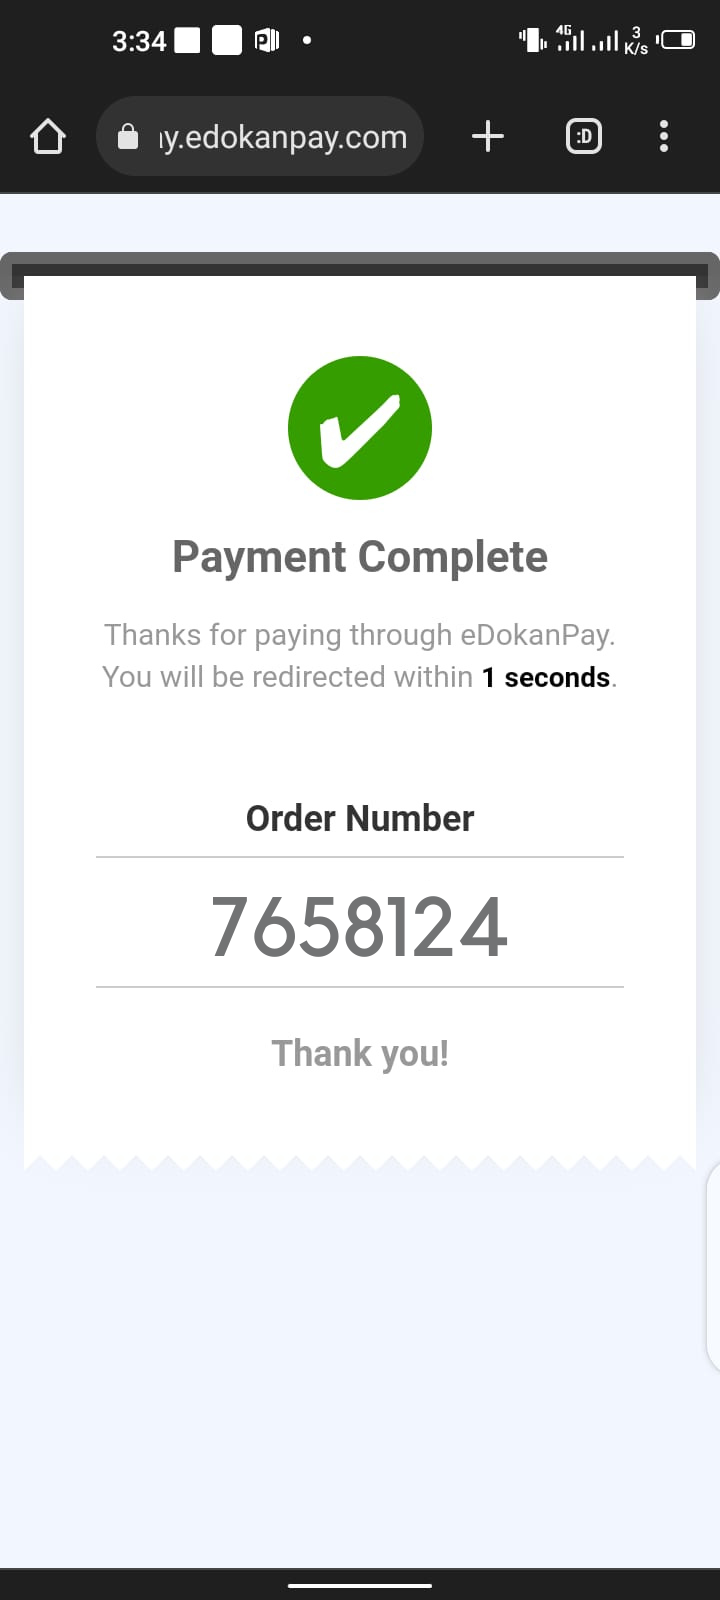 3:34
4G
3
K/s
ay.edokanpay.com
:D
Payment Complete
Thanks for paying through eDokanPay.
You will be redirected within 1 seconds.
Order Number
7658124
Thank you!